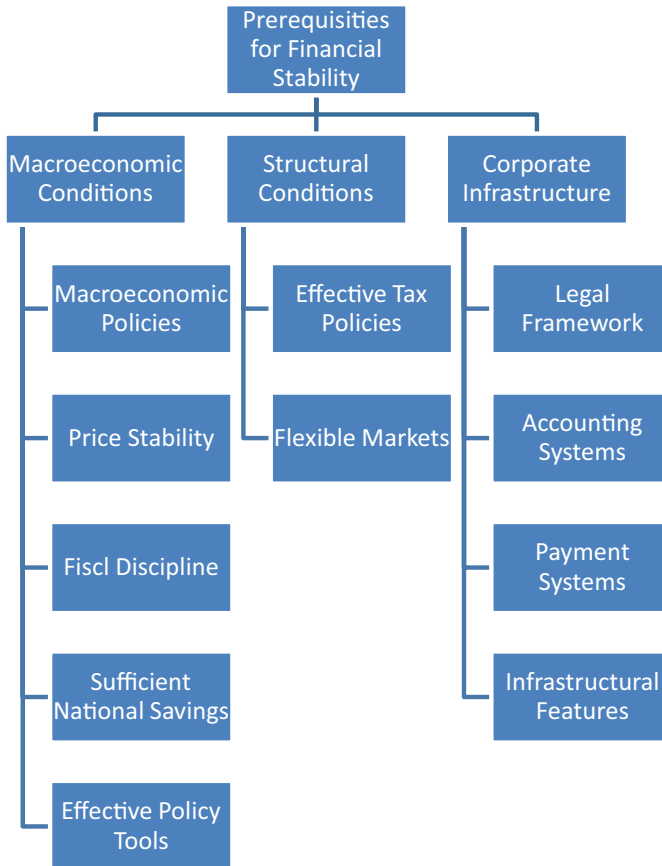 Prerequisities
for Financial
Stability
Macroeconomic
Conditions
Macroeconomic
Policies
Price Stability
Fiscl Discipline
Sufficient
National Savings
Effective Policy
Tools
Structural
Conditions
Effective Tax
Policies
Flexible Markets
Corporate
Infrastructure
Legal
Framework
Accounting
Systems
Payment
Systems
Infrastructural
Features